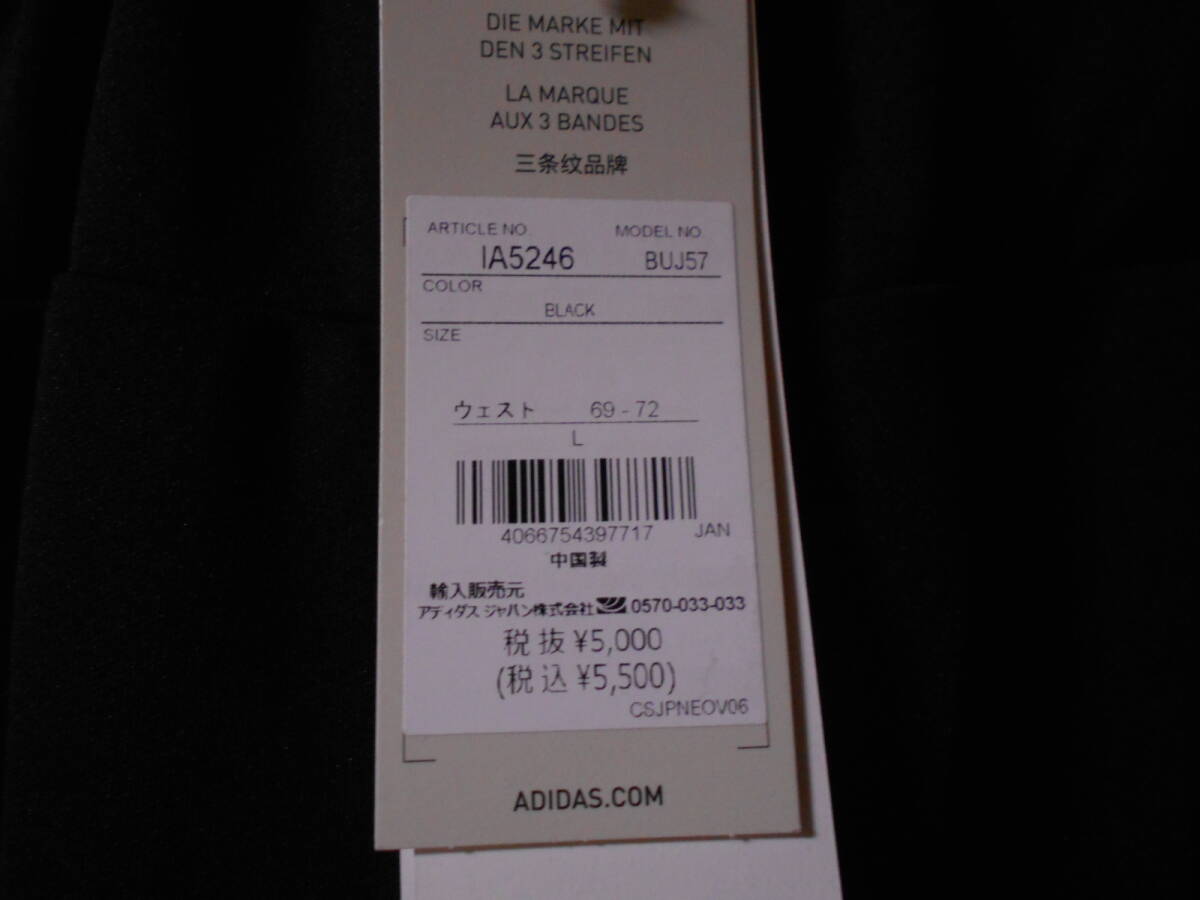 DIE MARKE MIT
DEN 3 STREIFEN
LA MARQUE
AUX 3 BANDES
三条纹品牌
ARTICLE NO. MODEL NO.
IA5246 BUJ57
COLOR
BLACK
SIZE
ウェスト 69 - 72
L
4066754397717 JAN
中国製
輸入販売元
アディダス ジャパン株式会社 0570-033-033
税抜 ¥5,000
(税込 ¥5,500)
CSJPNEOV06
ADIDAS.COM